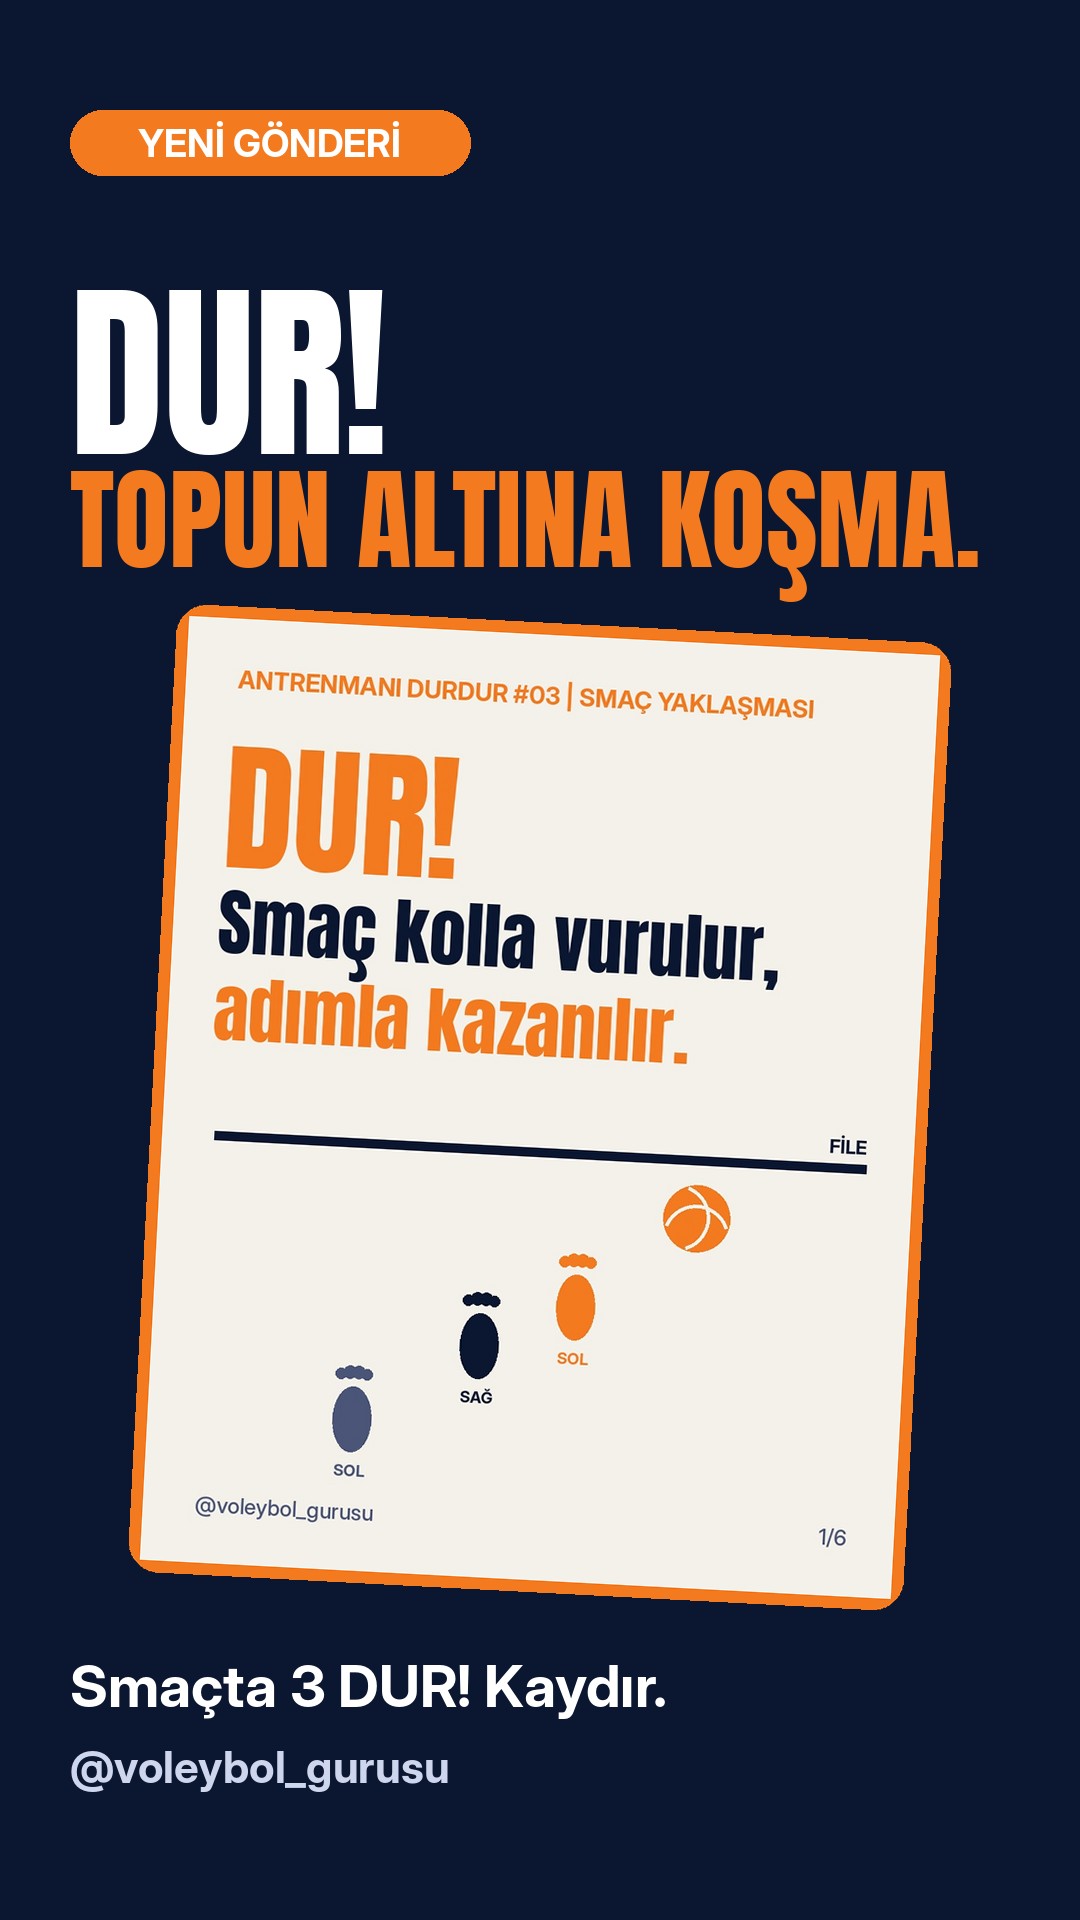 YENİ GÖNDERİ
DUR!
TOPUN ALTINA KOŞMA.
ANTRENMANI DURDUR #03 | SMAÇ YAKLAŞMASI
DUR!
Smaç kolla vurulur,
adımla kazanılır.
FİLE
SOL
SAĞ
SOL
@voleybol_gurusu
1/6
Smaçta 3 DUR! Kaydır.
@voleybol_gurusu